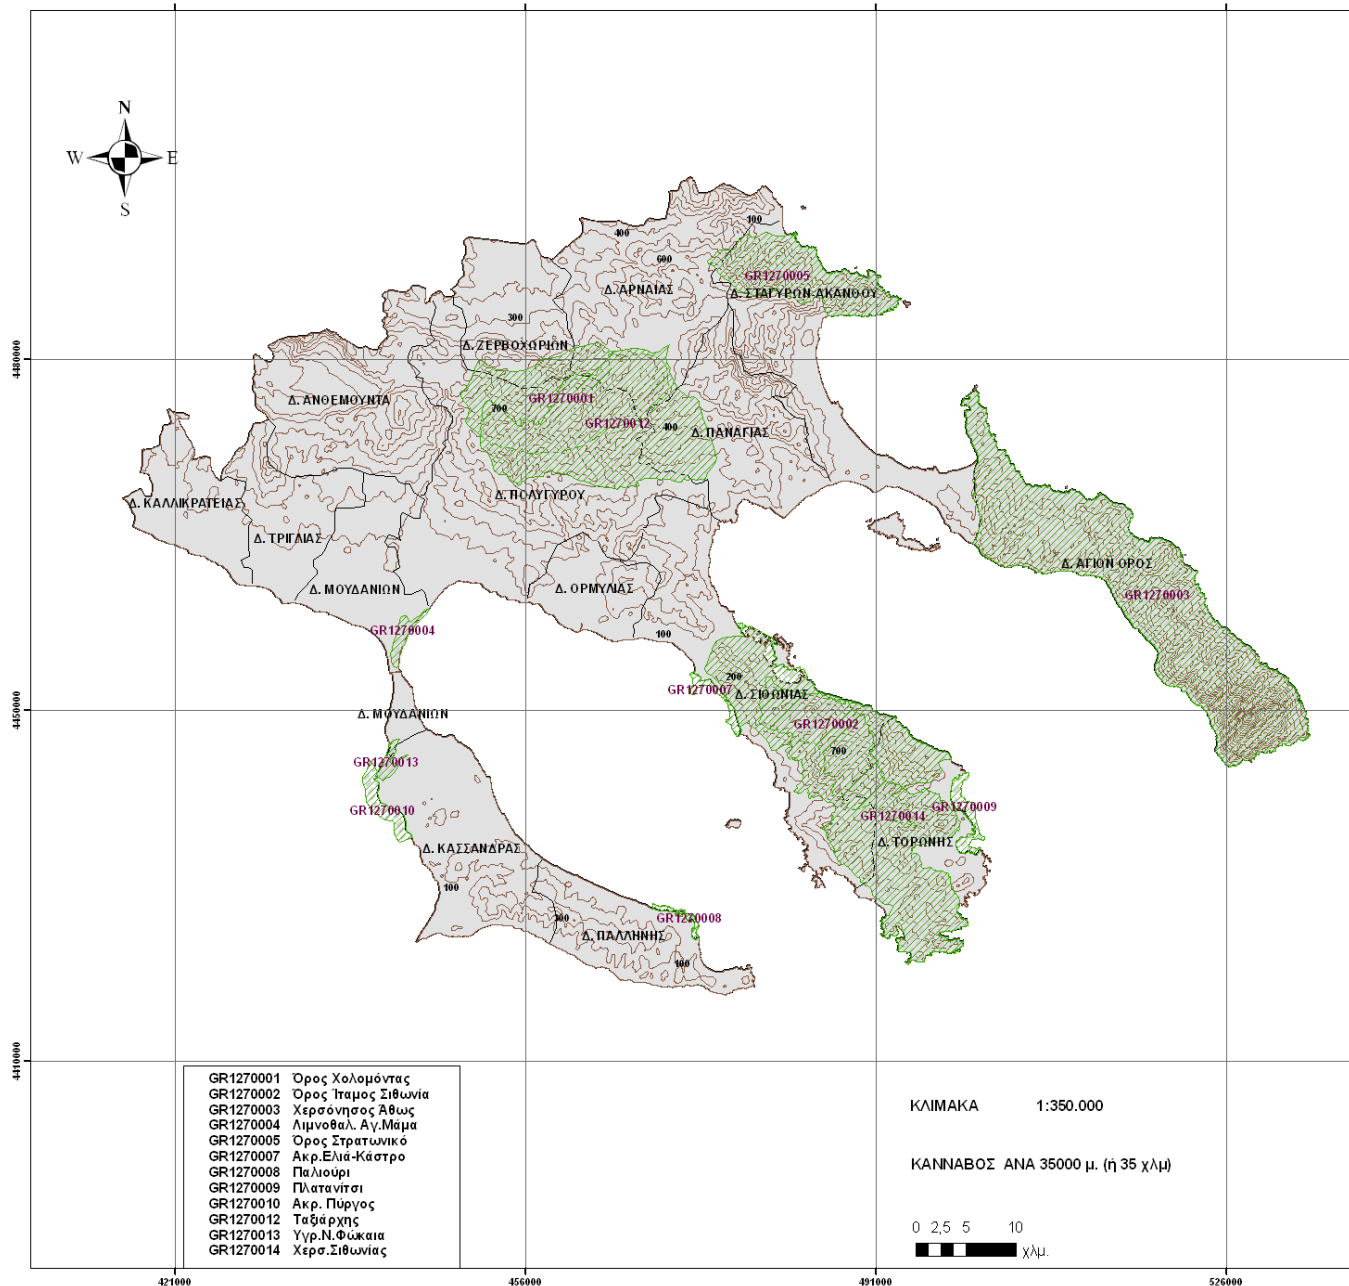 N
W E
S
100
400
600
GR1270005
Δ. ΑΡΝΑΙΑΣ
Δ. ΣΤΑΓΥΡΩΝ-ΑΚΑΝΘΟΥ
300
Δ. ΖΕΡΒΟΧΩΡΙΩΝ
4480000
Δ. ΑΝΘΕΜΟΥΝΤΑ
GR1270001
700
GR1270012
400
Δ. ΠΑΝΑΓΙΑΣ
Δ. ΠΟΛΥΓΥΡΟΥ
Δ. ΚΑΛΛΙΚΡΑΤΕΙΑΣ
Δ. ΤΡΙΓΛΙΑΣ
Δ. ΑΓΙΟΝ ΟΡΟΣ
Δ. ΜΟΥΔΑΝΙΩΝ
Δ. ΟΡΜΥΛΙΑΣ
GR1270003
GR1270004
100
200
GR1270007
Δ. ΣΙΘΩΝΙΑΣ
4450000
Δ. ΜΟΥΔΑΝΙΩΝ
GR1270002
700
GR1270013
GR1270010
GR1270009
GR1270014
Δ. ΤΟΡΩΝΗΣ
Δ. ΚΑΣΣΑΝΔΡΑΣ
100
300
GR1270008
Δ. ΠΑΛΛΗΝΗΣ
100
4410000
GR1270001 Όρος Χολομόντας
GR1270002 Όρος Ίταμος Σιθωνία
GR1270003 Χερσόνησος Άθως
GR1270004 Λιμνοθαλ. Αγ.Μάμα
GR1270005 Όρος Στρατωνικό
GR1270007 Ακρ.Ελιά-Κάστρο
GR1270008 Παλιούρι
GR1270009 Πλατανίτσι
GR1270010 Ακρ. Πύργος
GR1270012 Ταξιάρχης
GR1270013 Υγρ.Ν.Φώκαια
GR1270014 Χερσ.Σιθωνίας
ΚΛΙΜΑΚΑ 1:350.000
ΚΑΝΝΑΒΟΣ ΑΝΑ 35000 μ. (ή 35 χλμ)
0 2,5 5 10
χλμ.
421000 456000 491000 526000